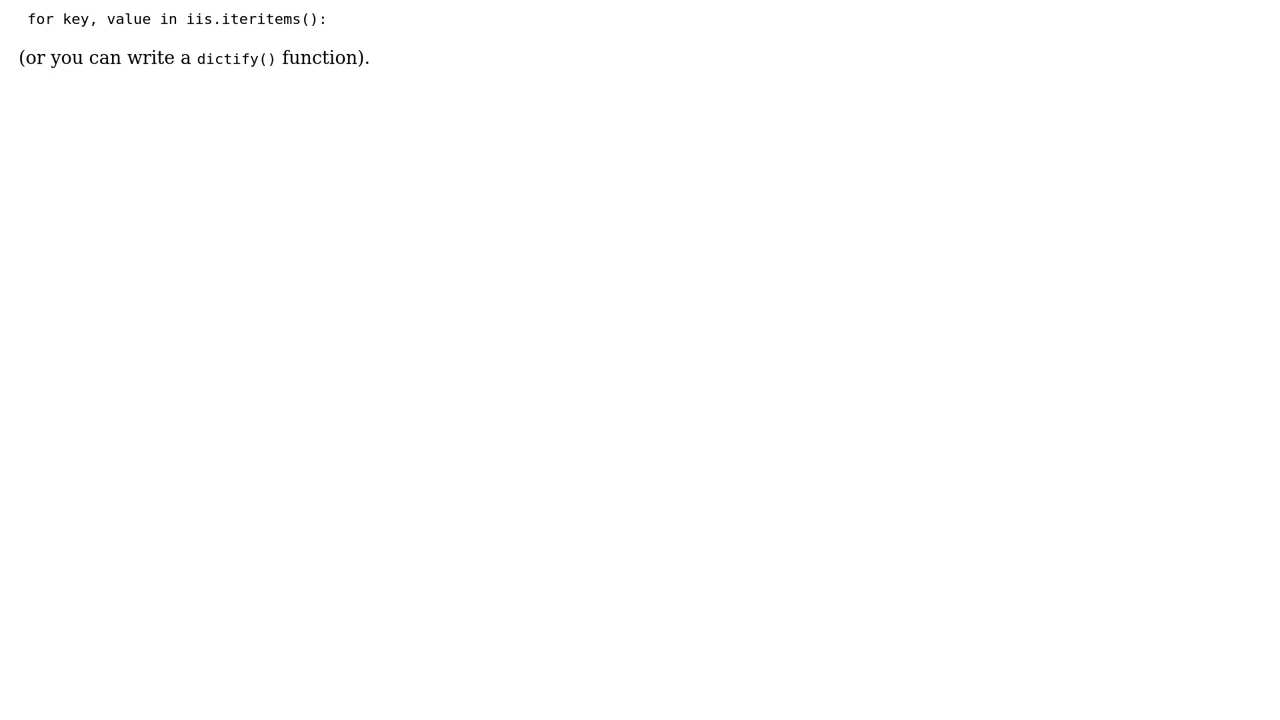 for key, value in iis.iteritems():
(or you can write a dictify() function).